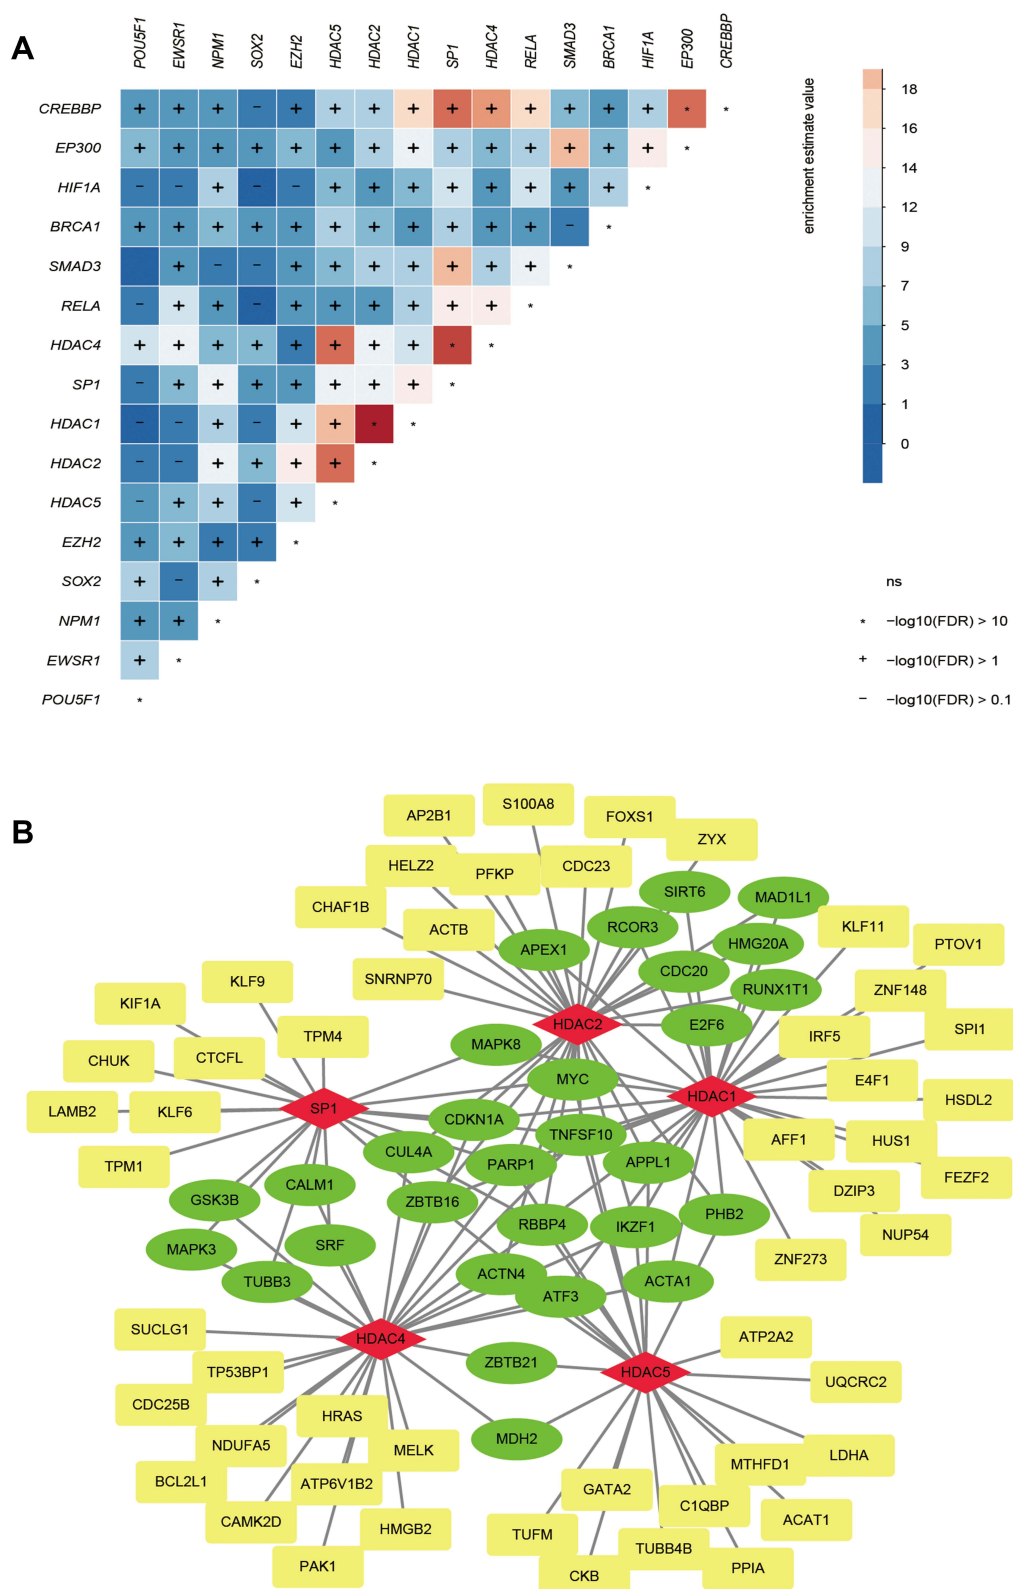 A
POU5F1 EWSR1 NPM1 SOX2 EZH2 HDAC5 HDAC2 HDAC1 SP1 HDAC4 RELA SMAD3 BRCA1 HIF1A EP300 CREBBP
CREBBP + + + − + + + + + + + + + + * *
EP300 + + + + + + + + + + + + + + *
HIF1A − − + − − + + + + + + + + *
BRCA1 + + + + + + + + + + + − *
SMAD3 + − − + + + + + + + *
RELA − + + − + + + + + + *
HDAC4 + + + + + + + + * *
SP1 − + + + + + + + *
HDAC1 − − + − + + * *
HDAC2 − − + + + + *
HDAC5 − + + − + *
EZH2 + + + + *
SOX2 + − + *
NPM1 + + *
EWSR1 + *
POU5F1 *
enrichment estimate value
18
16
14
12
9
7
5
3
1
0
ns
* −log10(FDR) > 10
+ −log10(FDR) > 1
− −log10(FDR) > 0.1
B
S100A8
AP2B1
FOXS1
ZYX
HELZ2
PFKP
CDC23
SIRT6
MAD1L1
CHAF1B
ACTB
APEX1
RCOR3
HMG20A
KLF11
PTOV1
SNRNP70
CDC20
RUNX1T1
ZNF148
KLF9
KIF1A
HDAC2
E2F6
IRF5
SPI1
TPM4
CTCFL
CHUK
MAPK8
MYC
E4F1
HSDL2
HDAC1
LAMB2
KLF6
SP1
CDKN1A
TNFSF10
AFF1
HUS1
TPM1
CUL4A
PARP1
APPL1
FEZF2
CALM1
DZIP3
GSK3B
ZBTB16
RBBP4
IKZF1
PHB2
NUP54
MAPK3
SRF
ZNF273
TUBB3
ACTN4
ATF3
ACTA1
SUCLG1
HDAC4
ATP2A2
TP53BP1
ZBTB21
HDAC5
UQCRC2
CDC25B
HRAS
NDUFA5
MELK
MDH2
LDHA
MTHFD1
BCL2L1
ATP6V1B2
GATA2
C1QBP
CAMK2D
HMGB2
TUFM
ACAT1
TUBB4B
PAK1
CKB
PPIA